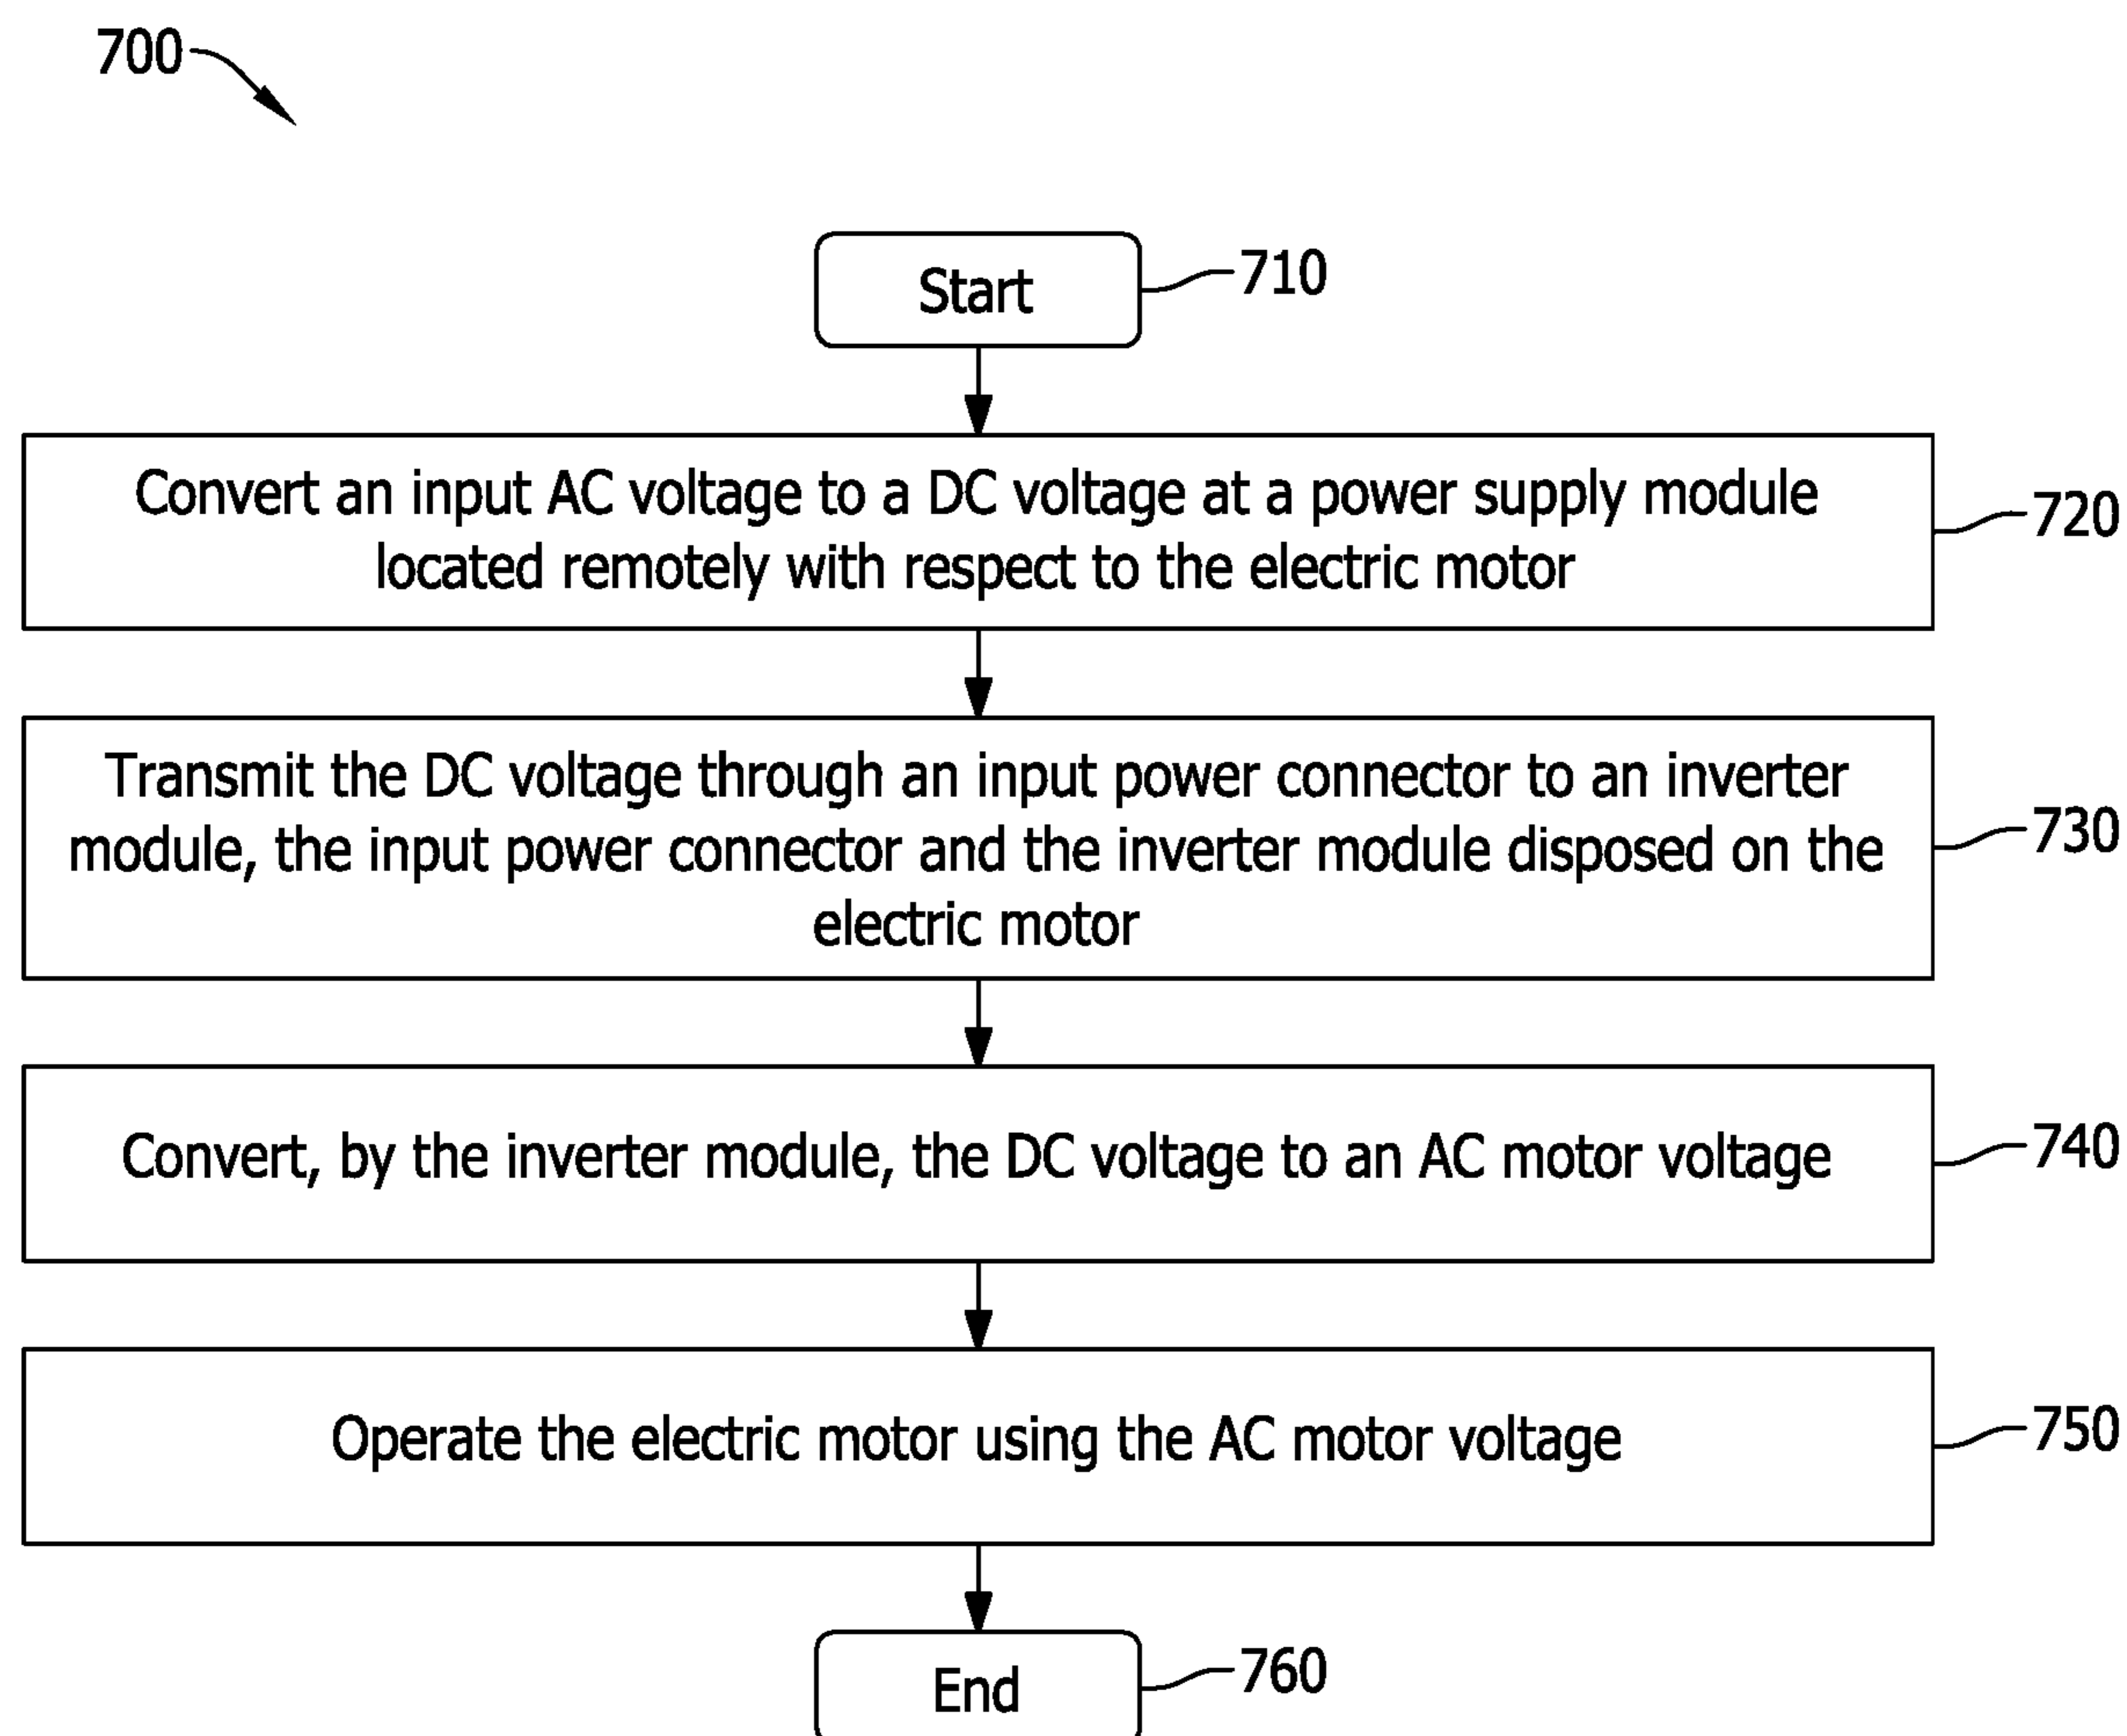 700
Start
710
Convert an input AC voltage to a DC voltage at a power supply module
located remotely with respect to the electric motor
720
Transmit the DC voltage through an input power connector to an inverter
module, the input power connector and the inverter module disposed on the
electric motor
730
Convert, by the inverter module, the DC voltage to an AC motor voltage
740
Operate the electric motor using the AC motor voltage
750
End
760